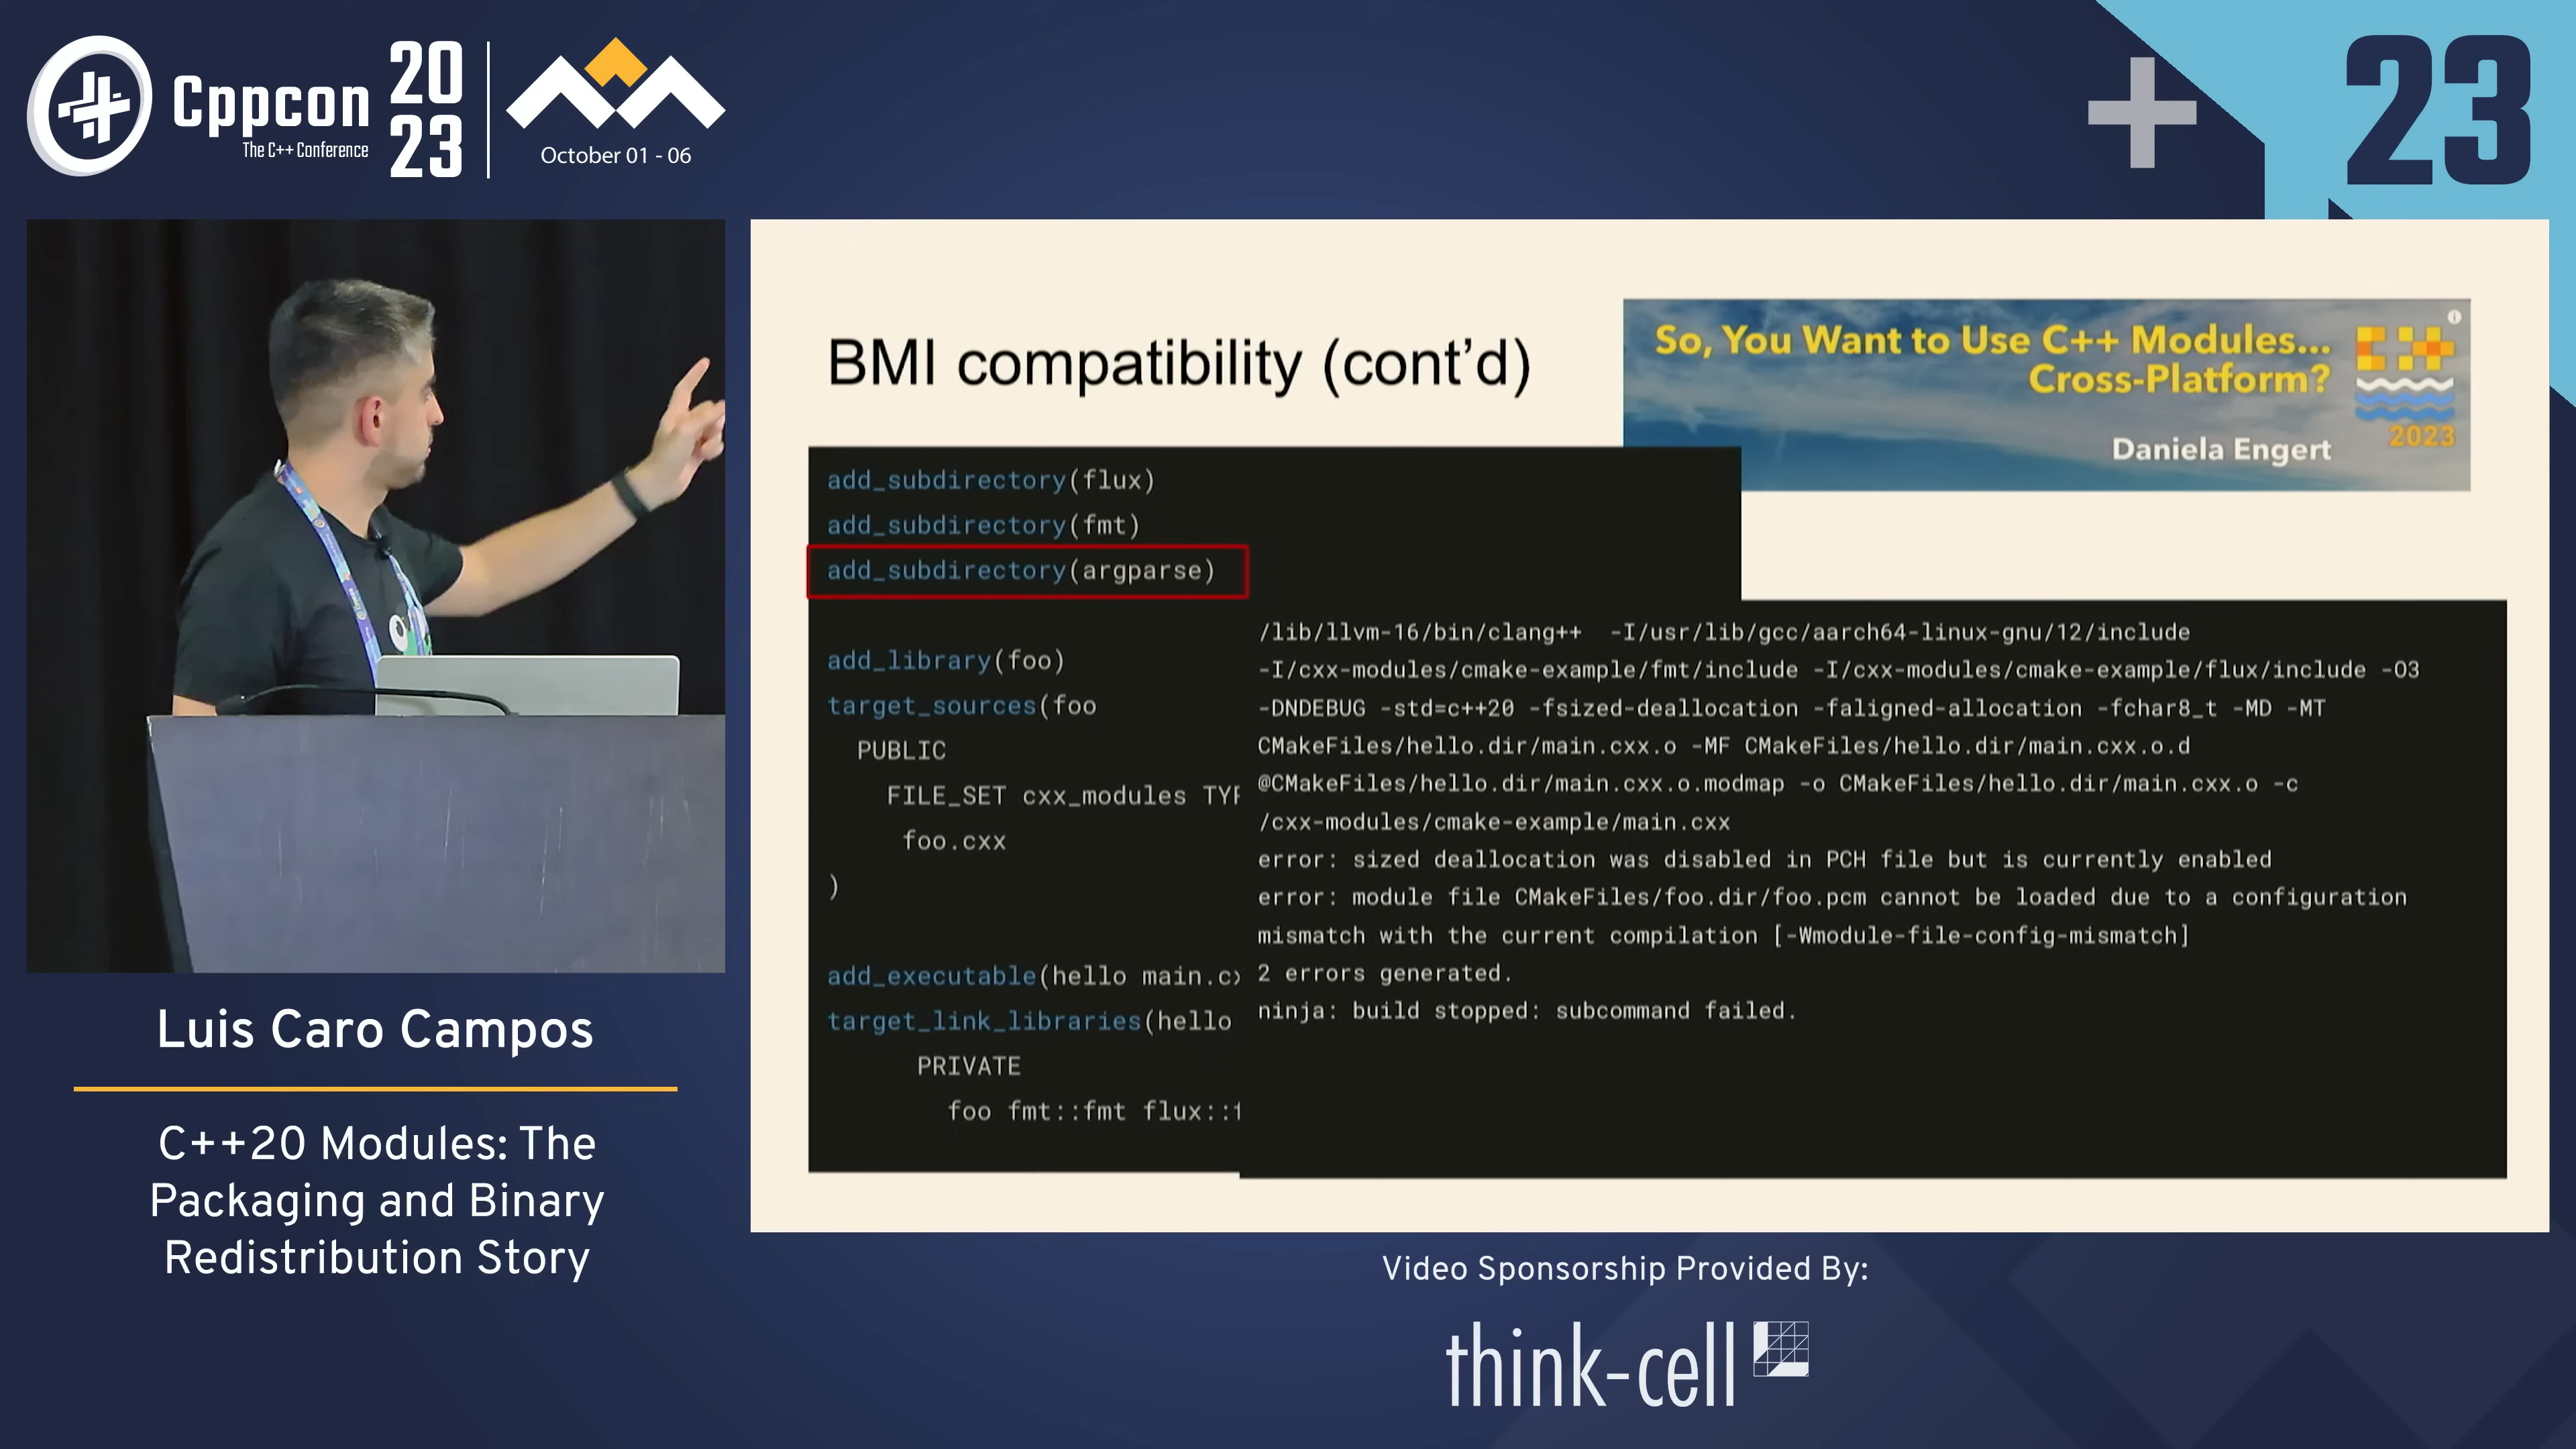 Cppcon
The C++ Conference
20
23
October 01 - 06
23
BMI compatibility (cont’d)
So, You Want to Use C++ Modules...
Cross-Platform?
Daniela Engert
C++
2023
add_subdirectory(flux)
add_subdirectory(fmt)
add_subdirectory(argparse)
add_library(foo)
target_sources(foo
PUBLIC
FILE_SET cxx_modules TYP
foo.cxx
)
add_executable(hello main.cx
target_link_libraries(hello
PRIVATE
foo fmt::fmt flux::f
/lib/llvm-16/bin/clang++ -I/usr/lib/gcc/aarch64-linux-gnu/12/include
-I/cxx-modules/cmake-example/fmt/include -I/cxx-modules/cmake-example/flux/include -O3
-DNDEBUG -std=c++20 -fsized-deallocation -faligned-allocation -fchar8_t -MD -MT
CMakeFiles/hello.dir/main.cxx.o -MF CMakeFiles/hello.dir/main.cxx.o.d
@CMakeFiles/hello.dir/main.cxx.o.modmap -o CMakeFiles/hello.dir/main.cxx.o -c
/cxx-modules/cmake-example/main.cxx
error: sized deallocation was disabled in PCH file but is currently enabled
error: module file CMakeFiles/foo.dir/foo.pcm cannot be loaded due to a configuration
mismatch with the current compilation [-Wmodule-file-config-mismatch]
2 errors generated.
ninja: build stopped: subcommand failed.
Luis Caro Campos
C++20 Modules: The
Packaging and Binary
Redistribution Story
Video Sponsorship Provided By:
think-cell